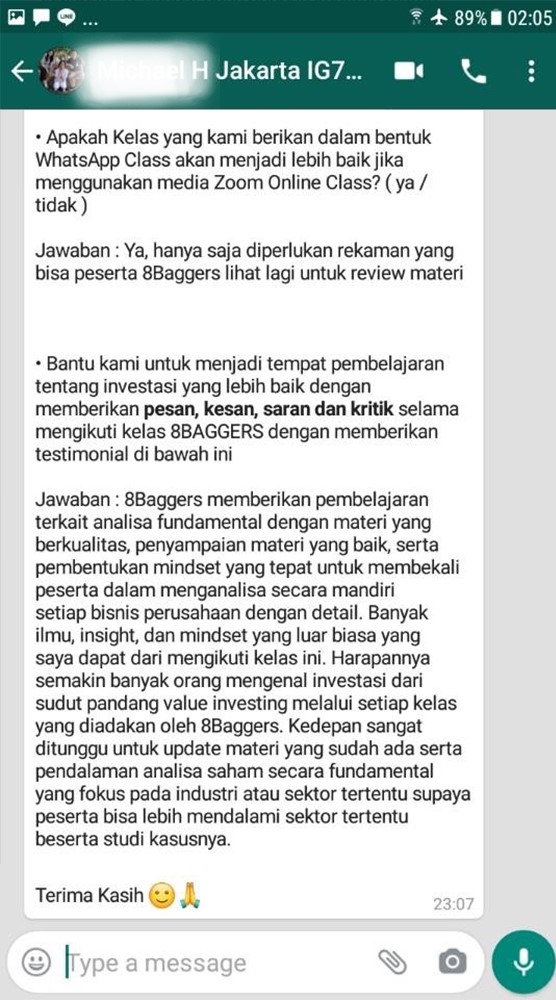 89% 02:05
Michael H Jakarta IG7...
• Apakah Kelas yang kami berikan dalam bentuk
WhatsApp Class akan menjadi lebih baik jika
menggunakan media Zoom Online Class? ( ya /
tidak )
Jawaban : Ya, hanya saja diperlukan rekaman yang
bisa peserta 8Baggers lihat lagi untuk review materi
• Bantu kami untuk menjadi tempat pembelajaran
tentang investasi yang lebih baik dengan
memberikan pesan, kesan, saran dan kritik selama
mengikuti kelas 8BAGGERS dengan memberikan
testimonial di bawah ini
Jawaban : 8Baggers memberikan pembelajaran
terkait analisa fundamental dengan materi yang
berkualitas, penyampaian materi yang baik, serta
pembentukan mindset yang tepat untuk membekali
peserta dalam menganalisa secara mandiri
setiap bisnis perusahaan dengan detail. Banyak
ilmu, insight, dan mindset yang luar biasa yang
saya dapat dari mengikuti kelas ini. Harapannya
semakin banyak orang mengenal investasi dari
sudut pandang value investing melalui setiap kelas
yang diadakan oleh 8Baggers. Kedepan sangat
ditunggu untuk update materi yang sudah ada serta
pendalaman analisa saham secara fundamental
yang fokus pada industri atau sektor tertentu supaya
peserta bisa lebih mendalami sektor tertentu
beserta studi kasusnya.
Terima Kasih 🙂🙏
23:07
Type a message